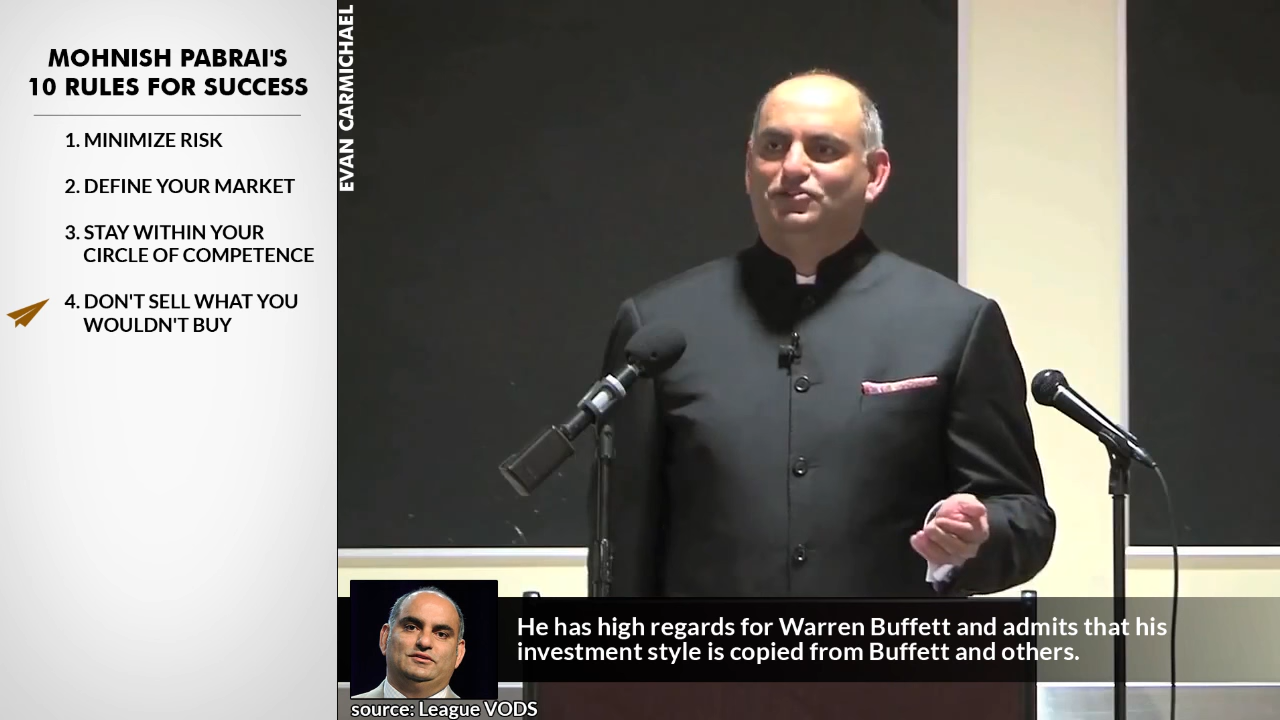 MOHNISH PABRAI'S
10 RULES FOR SUCCESS
1. MINIMIZE RISK
2. DEFINE YOUR MARKET
3. STAY WITHIN YOUR
CIRCLE OF COMPETENCE
4. DON'T SELL WHAT YOU
WOULDN'T BUY
EVAN CARMICHAEL
He has high regards for Warren Buffett and admits that his
investment style is copied from Buffett and others.
source: League VODS